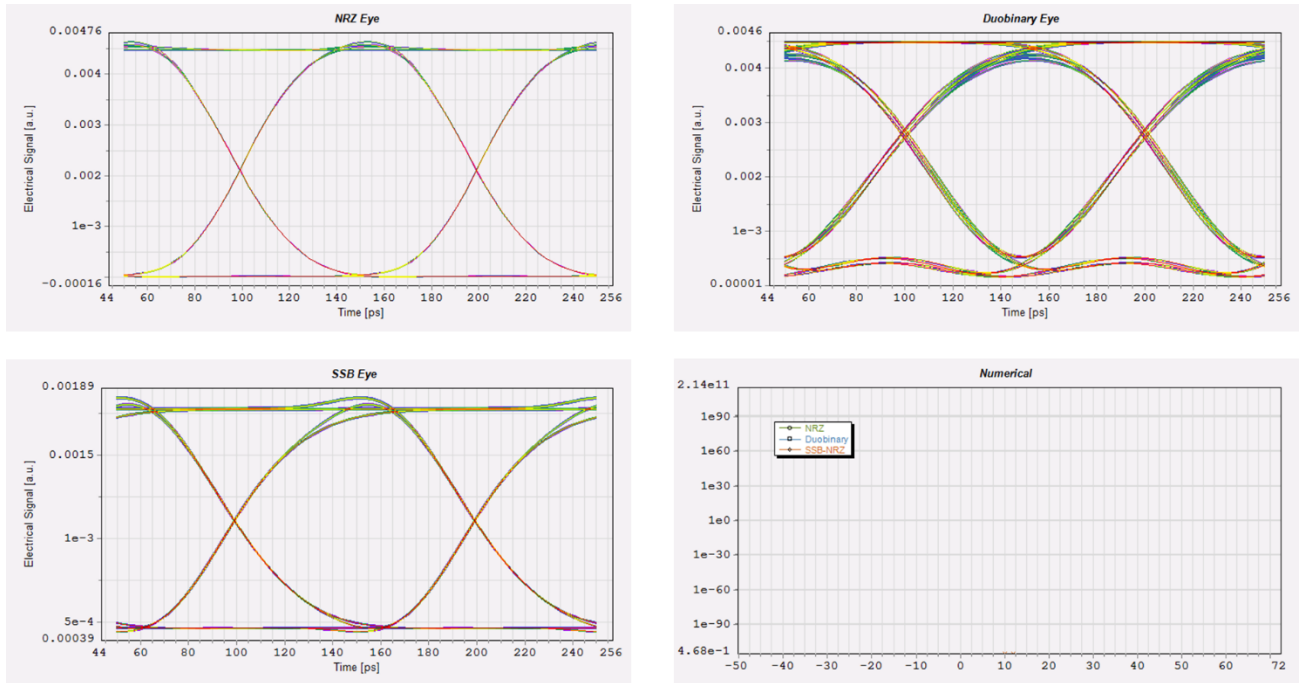 NRZ Eye
0.00476
0.004
0.003
0.002
1e-3
-0.00016
44 60 80 100 120 140 160 180 200 220 240 256
Electrical Signal [a.u.]
Time [ps]
Duobinary Eye
0.0046
0.004
0.003
0.002
1e-3
0.00001
44 60 80 100 120 140 160 180 200 220 240 256
Electrical Signal [a.u.]
Time [ps]
SSB Eye
0.00189
0.0015
1e-3
5e-4
0.00039
44 60 80 100 120 140 160 180 200 220 240 256
Electrical Signal [a.u.]
Time [ps]
Numerical
2.14e11
1e90
1e60
1e30
1e0
1e-30
1e-60
1e-90
4.68e-1
NRZ
Duobinary
SSB-NRZ
-50 -40 -30 -20 -10 0 10 20 30 40 50 60 72